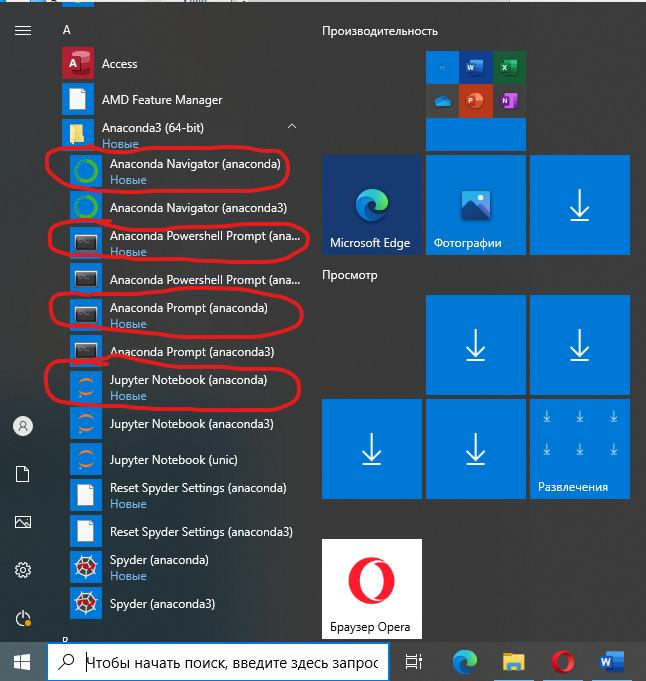 A
Access
AMD Feature Manager
Anaconda3 (64-bit)
Новые
Anaconda Navigator (anaconda)
Новые
Anaconda Navigator (anaconda3)
Anaconda Powershell Prompt (ana...
Новые
Anaconda Powershell Prompt (ana...
Anaconda Prompt (anaconda)
Новые
Anaconda Prompt (anaconda3)
Jupyter Notebook (anaconda)
Новые
Jupyter Notebook (anaconda3)
Jupyter Notebook (unic)
Reset Spyder Settings (anaconda)
Новые
Reset Spyder Settings (anaconda3)
Spyder (anaconda)
Новые
Spyder (anaconda3)
Производительность
Microsoft Edge
Фотографии
Просмотр
Развлечения
Браузер Opera
Чтобы начать поиск, введите здесь запрос